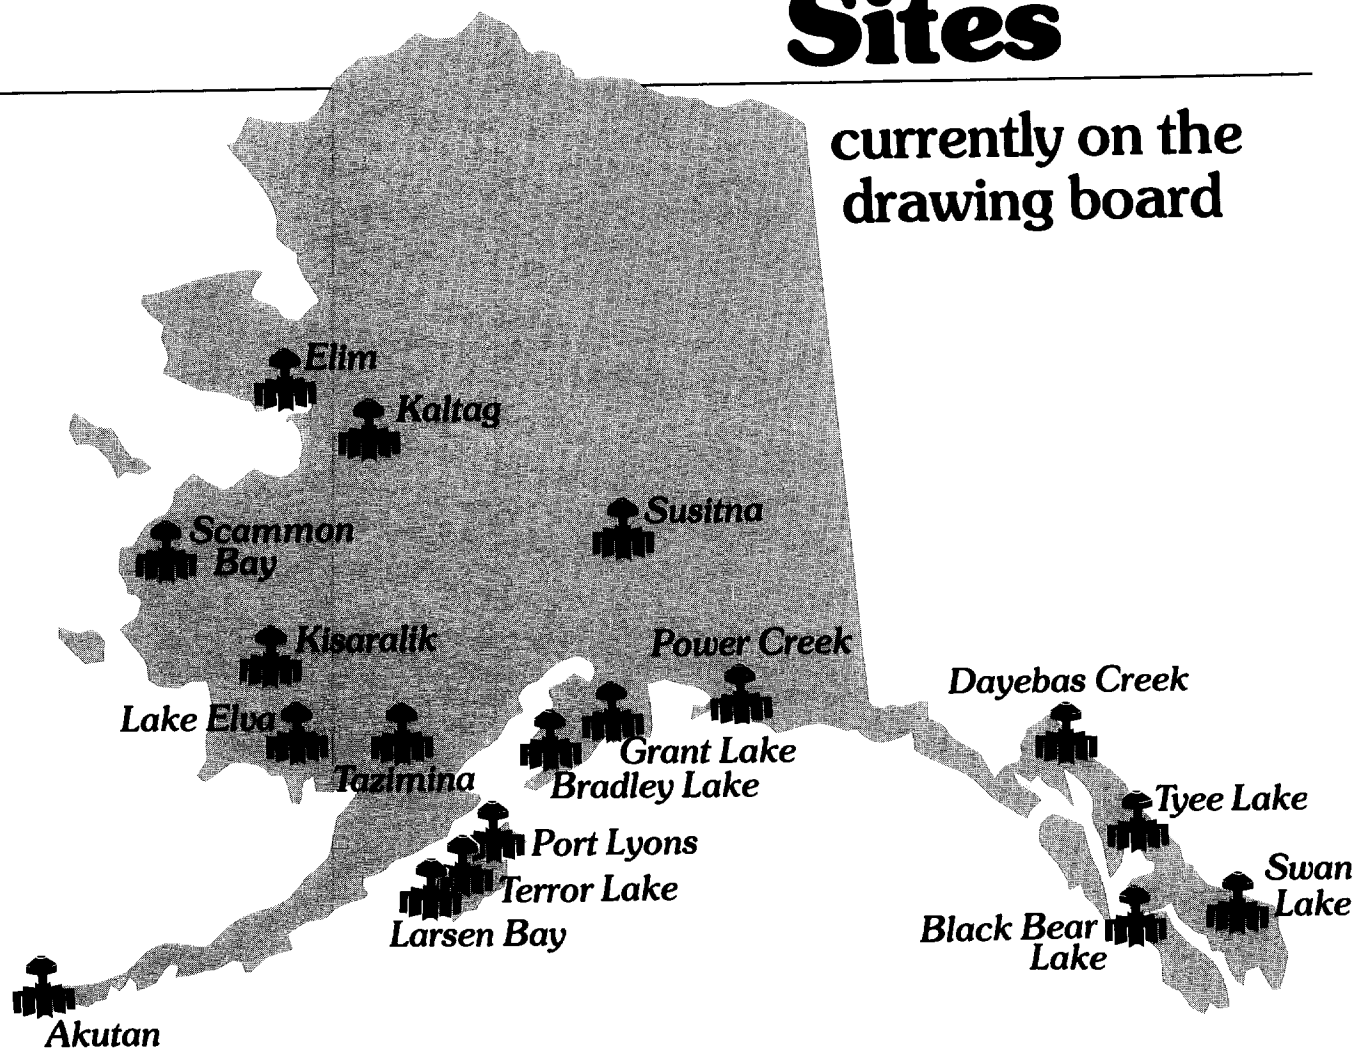 Sites
currently on the
drawing board
Elim
Kaltag
Susitna
Scammon
Bay
Kisaralik
Power Creek
Dayebas Creek
Lake Elva
Grant Lake
Tazimina
Bradley Lake
Tyee Lake
Port Lyons
Swan
Lake
Terror Lake
Larsen Bay
Black Bear
Lake
Akutan